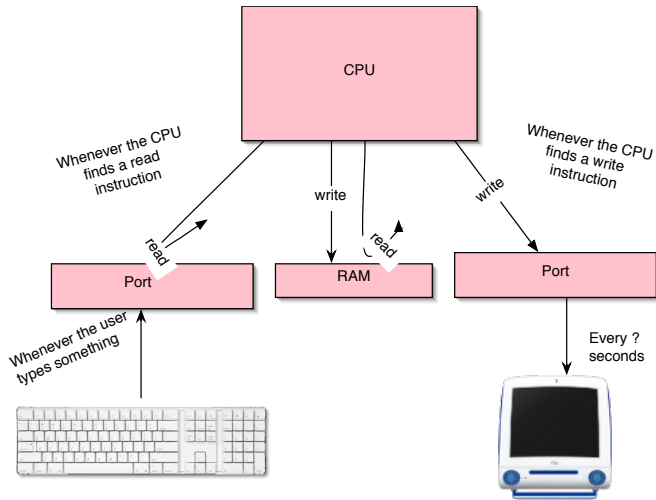 CPU
Whenever the CPU
finds a read
instruction
Whenever the CPU
finds a write
instruction
write
write
read
read
Port
RAM
Port
Whenever the user
types something
Every ?
seconds